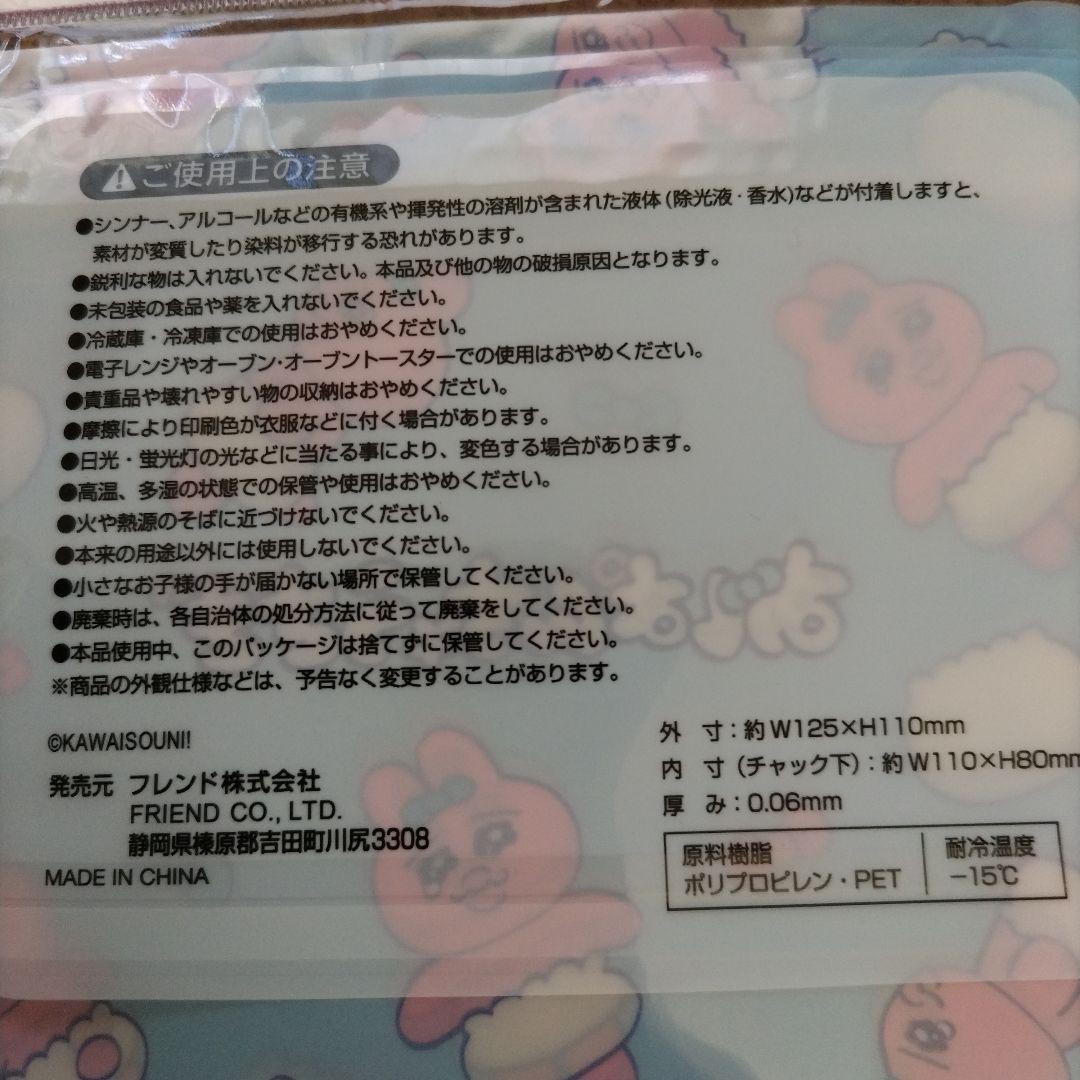 ⚠ご使用上の注意
●シンナー、アルコールなどの有機系や揮発性の溶剤が含まれた液体(除光液・香水)などが付着しますと、
素材が変質したり染料が移行する恐れがあります。
●鋭利な物は入れないでください。本品及び他の物の破損原因となります。
●未包装の食品や薬を入れないでください。
●冷蔵庫・冷凍庫での使用はおやめください。
●電子レンジやオーブン・オーブントースターでの使用はおやめください。
●貴重品や壊れやすい物の収納はおやめください。
●摩擦により印刷色が衣服などに付く場合があります。
●日光・蛍光灯の光などに当たる事により、変色する場合があります。
●高温、多湿の状態での保管や使用はおやめください。
●火や熱源のそばに近づけないでください。
●本来の用途以外には使用しないでください。
●小さなお子様の手が届かない場所で保管してください。
●廃棄時は、各自治体の処分方法に従って廃棄をしてください。
●本品使用中、このパッケージは捨てずに保管してください。
※商品の外観仕様などは、予告なく変更することがあります。
©KAWAISOUNI!
発売元 フレンド株式会社
FRIEND CO., LTD.
静岡県榛原郡吉田町川尻3308
MADE IN CHINA
外 寸：約W125×H110mm
内 寸（チャック下）：約W110×H80mm
厚 み：0.06mm
原料樹脂
ポリプロピレン・PET
耐冷温度
−15℃